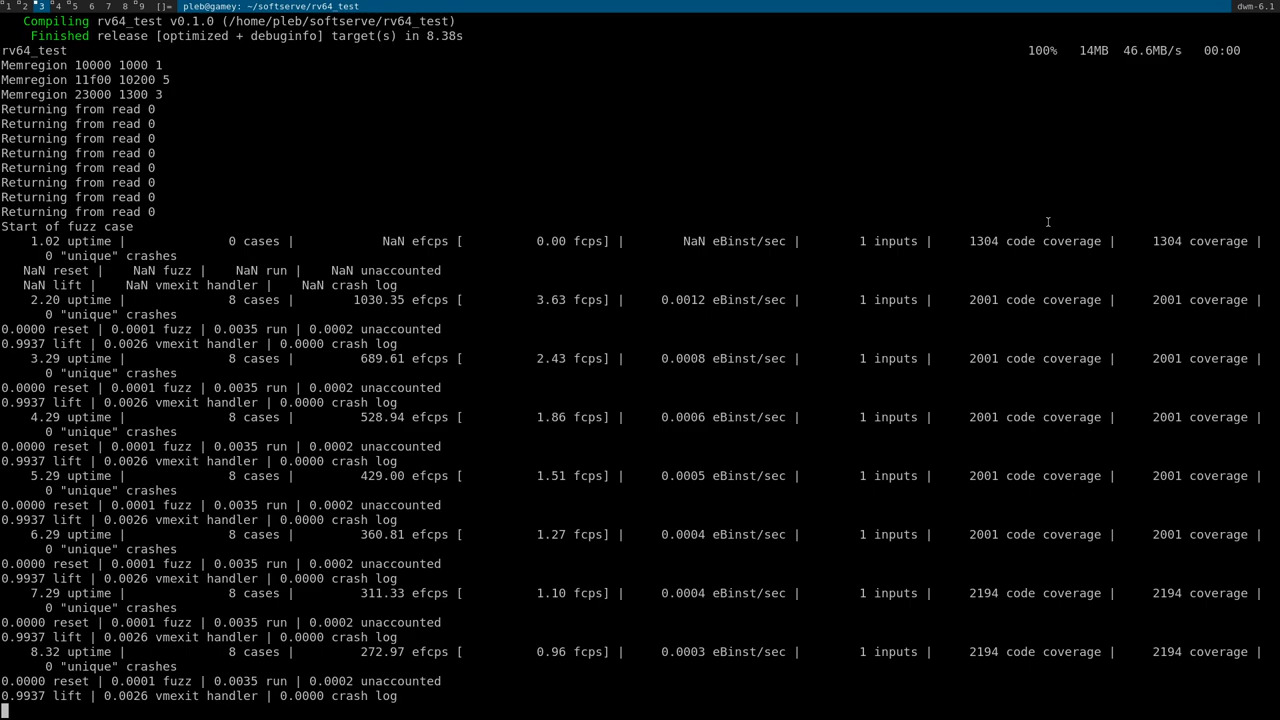 1 2 3 4 5 6 7 8 9 []= pleb@gamey: ~/softserve/rv64_test dwm-6.1
Compiling rv64_test v0.1.0 (/home/pleb/softserve/rv64_test)
Finished release [optimized + debuginfo] target(s) in 8.38s
rv64_test 100% 14MB 46.6MB/s 00:00
Memregion 10000 1000 1
Memregion 11f00 10200 5
Memregion 23000 1300 3
Returning from read 0
Returning from read 0
Returning from read 0
Returning from read 0
Returning from read 0
Returning from read 0
Returning from read 0
Returning from read 0
Start of fuzz case
1.02 uptime | 0 cases | NaN efcps [ 0.00 fcps] | NaN eBinst/sec | 1 inputs | 1304 code coverage | 1304 coverage |
0 "unique" crashes
NaN reset | NaN fuzz | NaN run | NaN unaccounted
NaN lift | NaN vmexit handler | NaN crash log
2.20 uptime | 8 cases | 1030.35 efcps [ 3.63 fcps] | 0.0012 eBinst/sec | 1 inputs | 2001 code coverage | 2001 coverage |
0 "unique" crashes
0.0000 reset | 0.0001 fuzz | 0.0035 run | 0.0002 unaccounted
0.9937 lift | 0.0026 vmexit handler | 0.0000 crash log
3.29 uptime | 8 cases | 689.61 efcps [ 2.43 fcps] | 0.0008 eBinst/sec | 1 inputs | 2001 code coverage | 2001 coverage |
0 "unique" crashes
0.0000 reset | 0.0001 fuzz | 0.0035 run | 0.0002 unaccounted
0.9937 lift | 0.0026 vmexit handler | 0.0000 crash log
4.29 uptime | 8 cases | 528.94 efcps [ 1.86 fcps] | 0.0006 eBinst/sec | 1 inputs | 2001 code coverage | 2001 coverage |
0 "unique" crashes
0.0000 reset | 0.0001 fuzz | 0.0035 run | 0.0002 unaccounted
0.9937 lift | 0.0026 vmexit handler | 0.0000 crash log
5.29 uptime | 8 cases | 429.00 efcps [ 1.51 fcps] | 0.0005 eBinst/sec | 1 inputs | 2001 code coverage | 2001 coverage |
0 "unique" crashes
0.0000 reset | 0.0001 fuzz | 0.0035 run | 0.0002 unaccounted
0.9937 lift | 0.0026 vmexit handler | 0.0000 crash log
6.29 uptime | 8 cases | 360.81 efcps [ 1.27 fcps] | 0.0004 eBinst/sec | 1 inputs | 2001 code coverage | 2001 coverage |
0 "unique" crashes
0.0000 reset | 0.0001 fuzz | 0.0035 run | 0.0002 unaccounted
0.9937 lift | 0.0026 vmexit handler | 0.0000 crash log
7.29 uptime | 8 cases | 311.33 efcps [ 1.10 fcps] | 0.0004 eBinst/sec | 1 inputs | 2194 code coverage | 2194 coverage |
0 "unique" crashes
0.0000 reset | 0.0001 fuzz | 0.0035 run | 0.0002 unaccounted
0.9937 lift | 0.0026 vmexit handler | 0.0000 crash log
8.32 uptime | 8 cases | 272.97 efcps [ 0.96 fcps] | 0.0003 eBinst/sec | 1 inputs | 2194 code coverage | 2194 coverage |
0 "unique" crashes
0.0000 reset | 0.0001 fuzz | 0.0035 run | 0.0002 unaccounted
0.9937 lift | 0.0026 vmexit handler | 0.0000 crash log